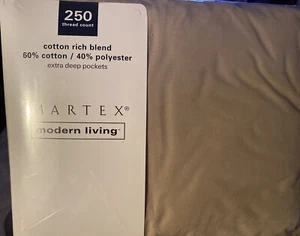 250
thread count
cotton rich blend
60% cotton / 40% polyester
extra deep pockets
MARTEX®
modern living®